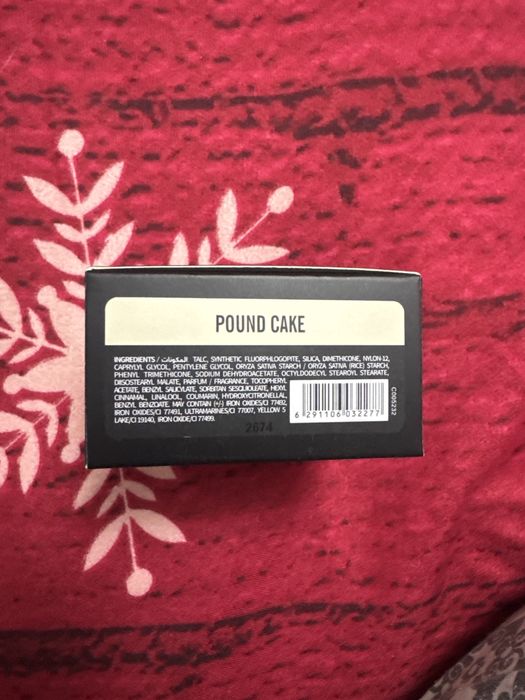 POUND CAKE
INGREDIENTS / المكونات: TALC, SYNTHETIC FLUORPHLOGOPITE, SILICA, DIMETHICONE, NYLON-12,
CAPRYLYL GLYCOL, PENTYLENE GLYCOL, ORYZA SATIVA STARCH / ORYZA SATIVA (RICE) STARCH,
PHENYL TRIMETHICONE, SODIUM DEHYDROACETATE, OCTYLDODECYL STEAROYL STEARATE,
DIISOSTEARYL MALATE, PARFUM / FRAGRANCE, TOCOPHERYL
ACETATE, BENZYL SALICYLATE, SORBITAN SESQUIOLEATE, HEXYL
CINNAMAL, LINALOOL, COUMARIN, HYDROXYCITRONELLAL,
BENZYL BENZOATE, MAY CONTAIN (+/-) IRON OXIDES/CI 77492,
IRON OXIDES/CI 77491, ULTRAMARINES/CI 77007, YELLOW 5
LAKE/CI 19140, IRON OXIDE/CI 77499.
2674
6 291106 032277
C005232